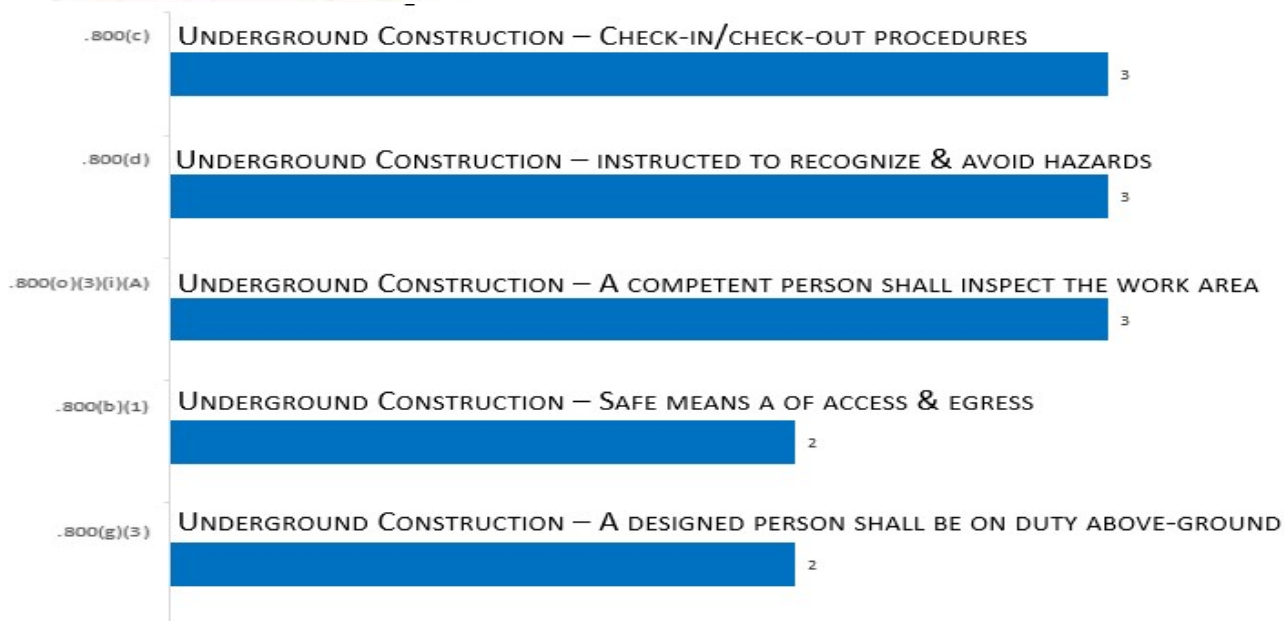 .800(c) UNDERGROUND CONSTRUCTION – CHECK-IN/CHECK-OUT PROCEDURES
3
.800(d) UNDERGROUND CONSTRUCTION – INSTRUCTED TO RECOGNIZE & AVOID HAZARDS
3
.800(o)(3)(i)(A) UNDERGROUND CONSTRUCTION – A COMPETENT PERSON SHALL INSPECT THE WORK AREA
3
.800(b)(1) UNDERGROUND CONSTRUCTION – SAFE MEANS A OF ACCESS & EGRESS
2
.800(g)(3) UNDERGROUND CONSTRUCTION – A DESIGNED PERSON SHALL BE ON DUTY ABOVE-GROUND
2